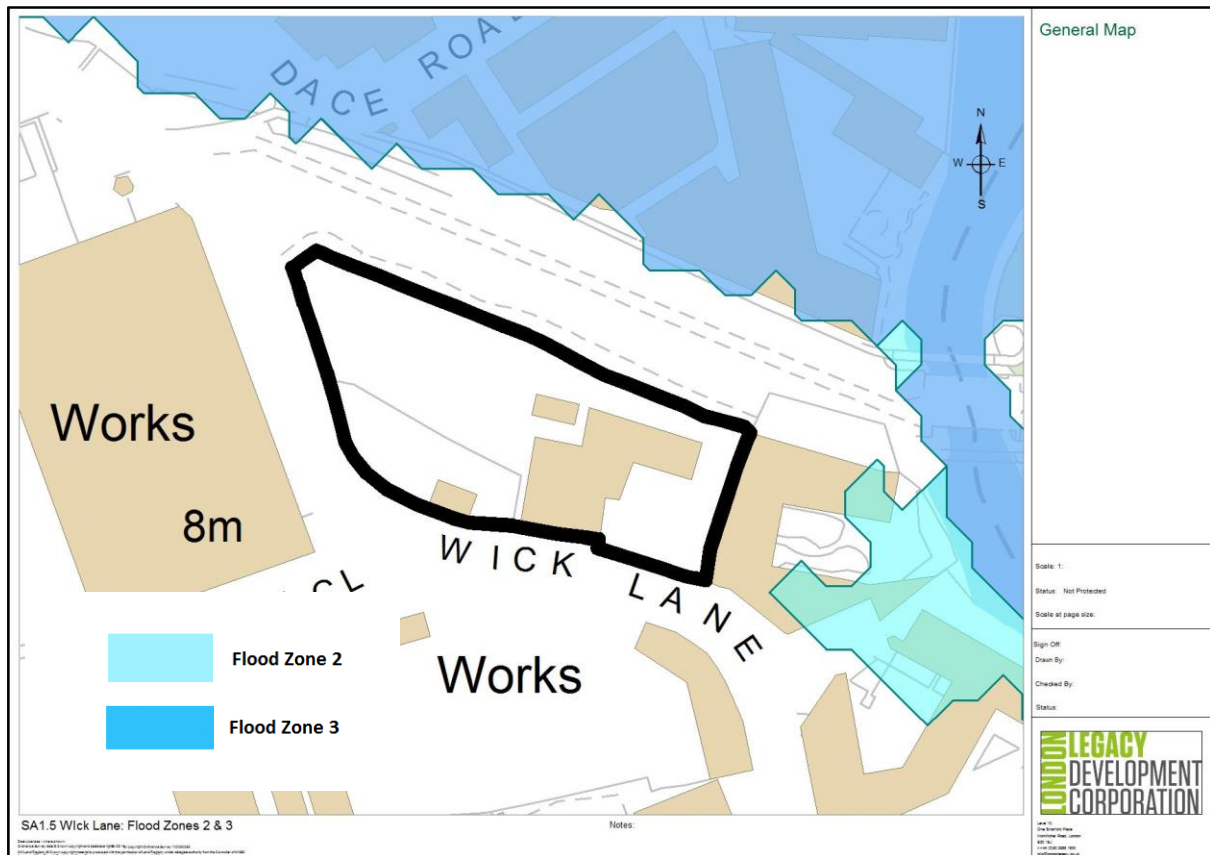 General Map
DACE ROA
N
W E
S
Works
8m
CL
WICK LANE
Works
Flood Zone 2
Flood Zone 3
SA1.5 WIck Lane: Flood Zones 2 & 3
Notes:
Scale: 1:
Status: Not Protected
Scale at page size:
Sign Off:
Drawn By:
Checked By:
Status:
LONDON
LEGACY
DEVELOPMENT
CORPORATION